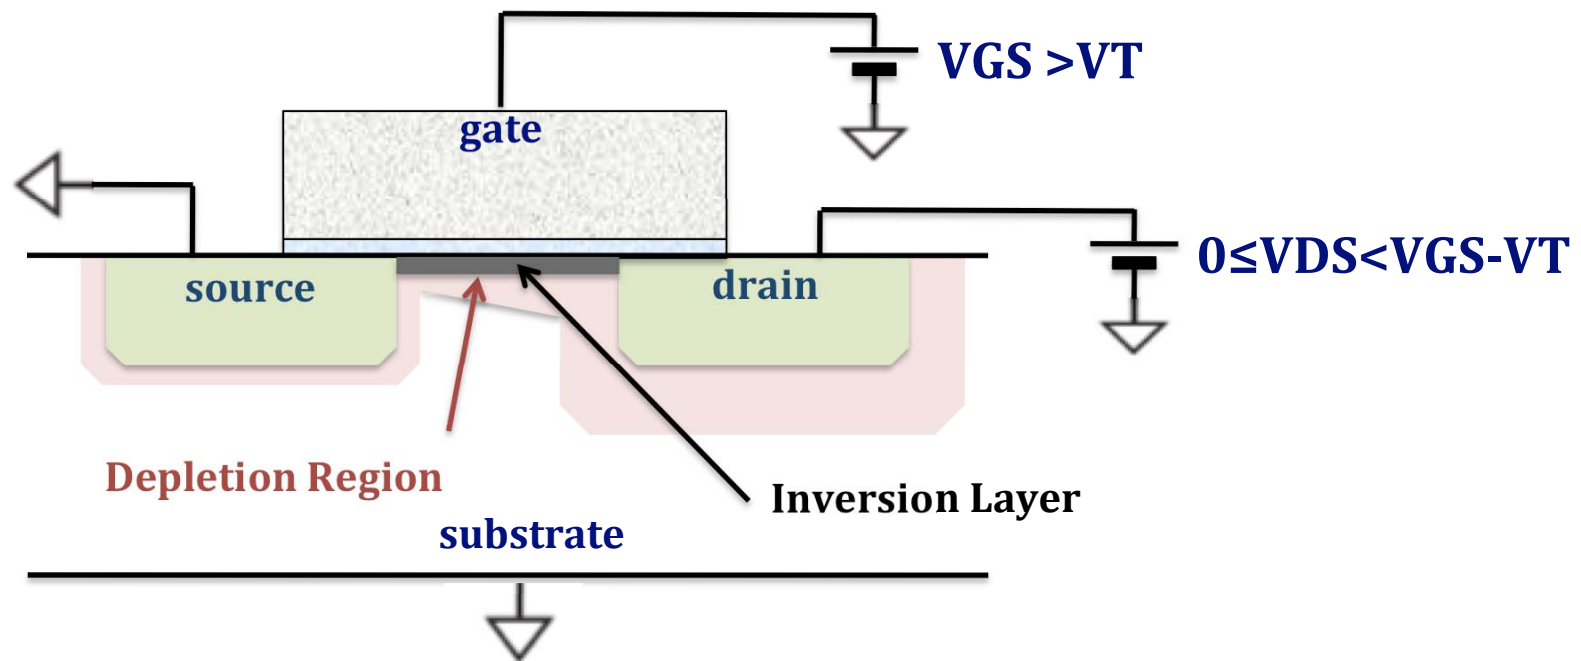 VGS >VT
gate
0≤VDS<VGS-VT
source
drain
Depletion Region
Inversion Layer
substrate